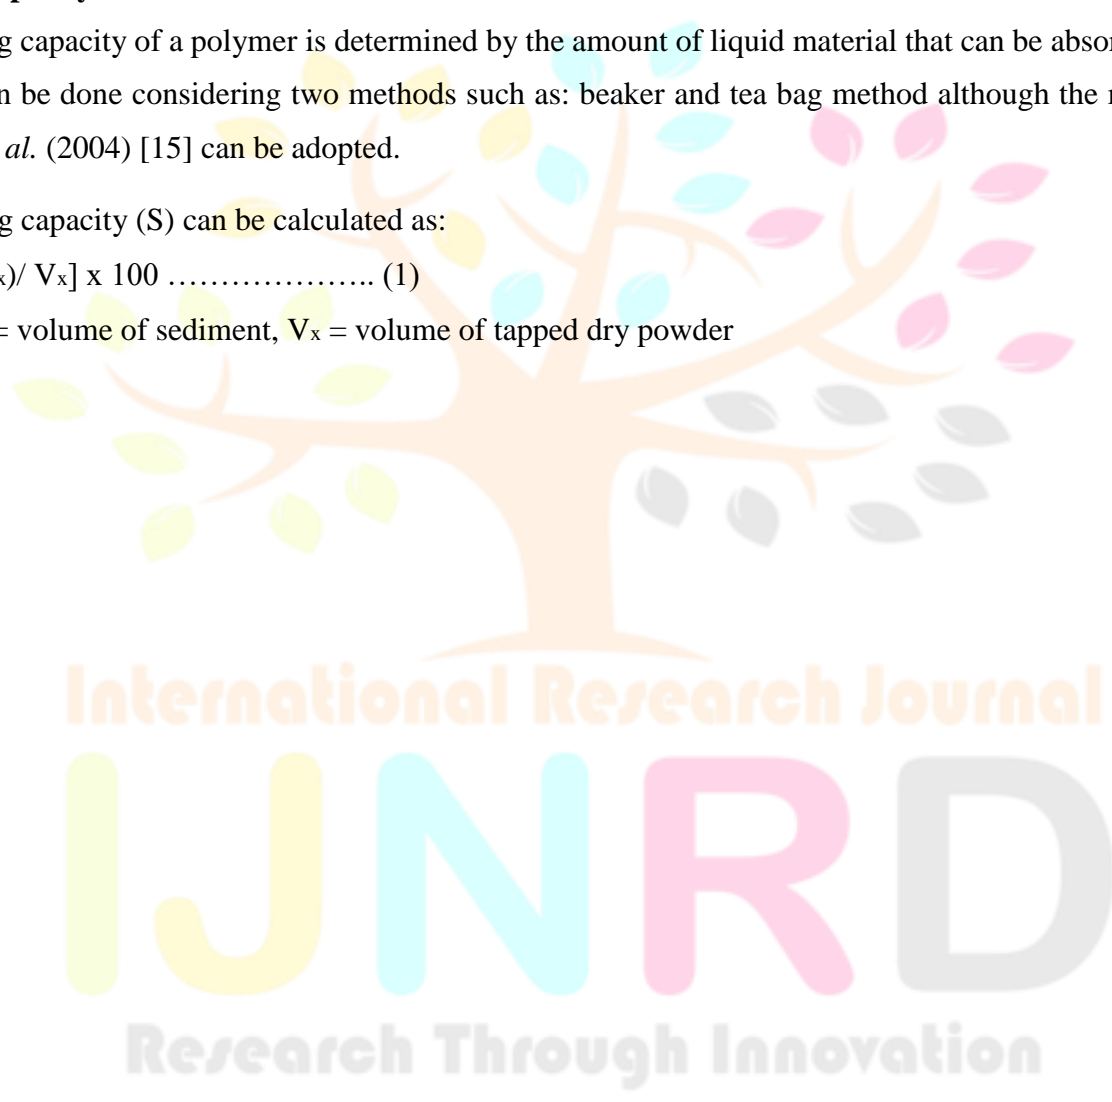 g capacity of a polymer is determined by the amount of liquid material that can be
n be done considering two methods such as: beaker and tea bag method although the
al. (2004) [15] can be adopted.
g capacity (S) can be calculated as:
x)/ Vx] x 100 ……………….. (1)
= volume of sediment, Vx = volume of tapped dry powder
International Research Journal
IJNRD
Research Through Innovation